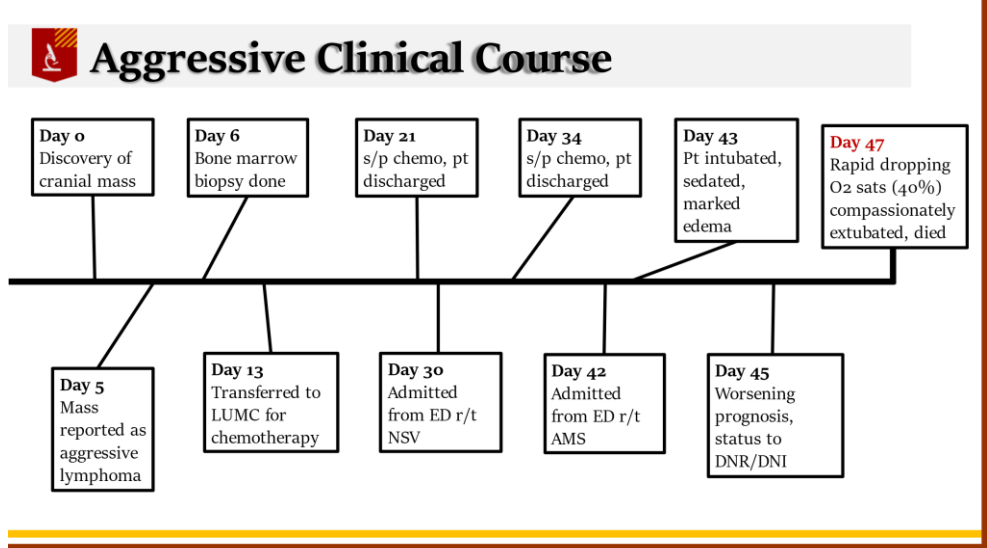 Aggressive Clinical Course
Day 0
Discovery of
cranial mass
Day 6
Bone marrow
biopsy done
Day 21
s/p chemo, pt
discharged
Day 34
s/p chemo, pt
discharged
Day 43
Pt intubated,
sedated,
marked
edema
Day 47
Rapid dropping
O2 sats (40%)
compassionately
extubated, died
Day 5
Mass
reported as
aggressive
lymphoma
Day 13
Transferred to
LUMC for
chemotherapy
Day 30
Admitted
from ED r/t
NSV
Day 42
Admitted
from ED r/t
AMS
Day 45
Worsening
prognosis,
status to
DNR/DNI